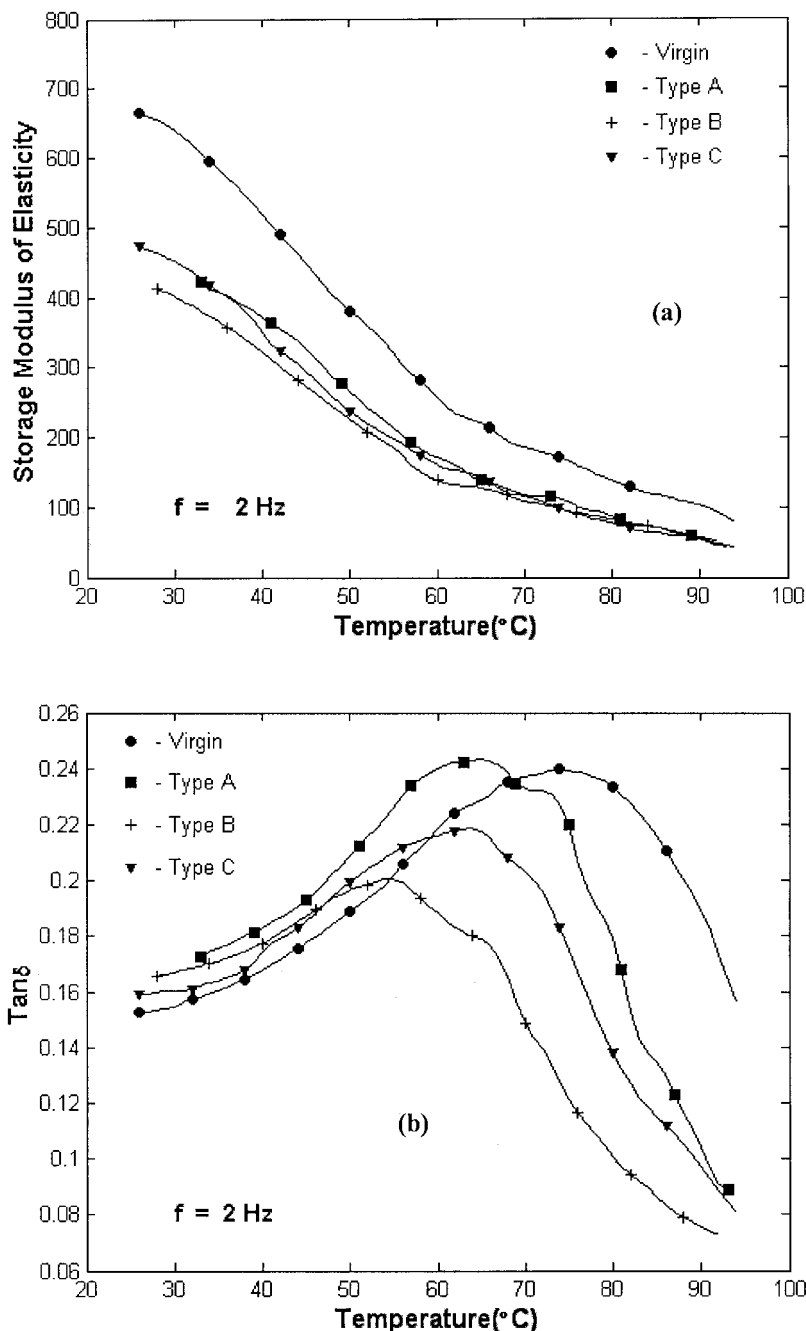 800
700
600
500
400
300
200
100
0
Storage Modulus of Elasticity
● - Virgin
■ - Type A
+ - Type B
▼ - Type C
(a)
f = 2 Hz
20 30 40 50 60 70 80 90 100
Temperature(°C)
0.26
0.24
0.22
0.2
0.18
0.16
0.14
0.12
0.1
0.08
0.06
Tanδ
● - Virgin
■ - Type A
+ - Type B
▼ - Type C
(b)
f = 2 Hz
20 30 40 50 60 70 80 90 100
Temperature(°C)